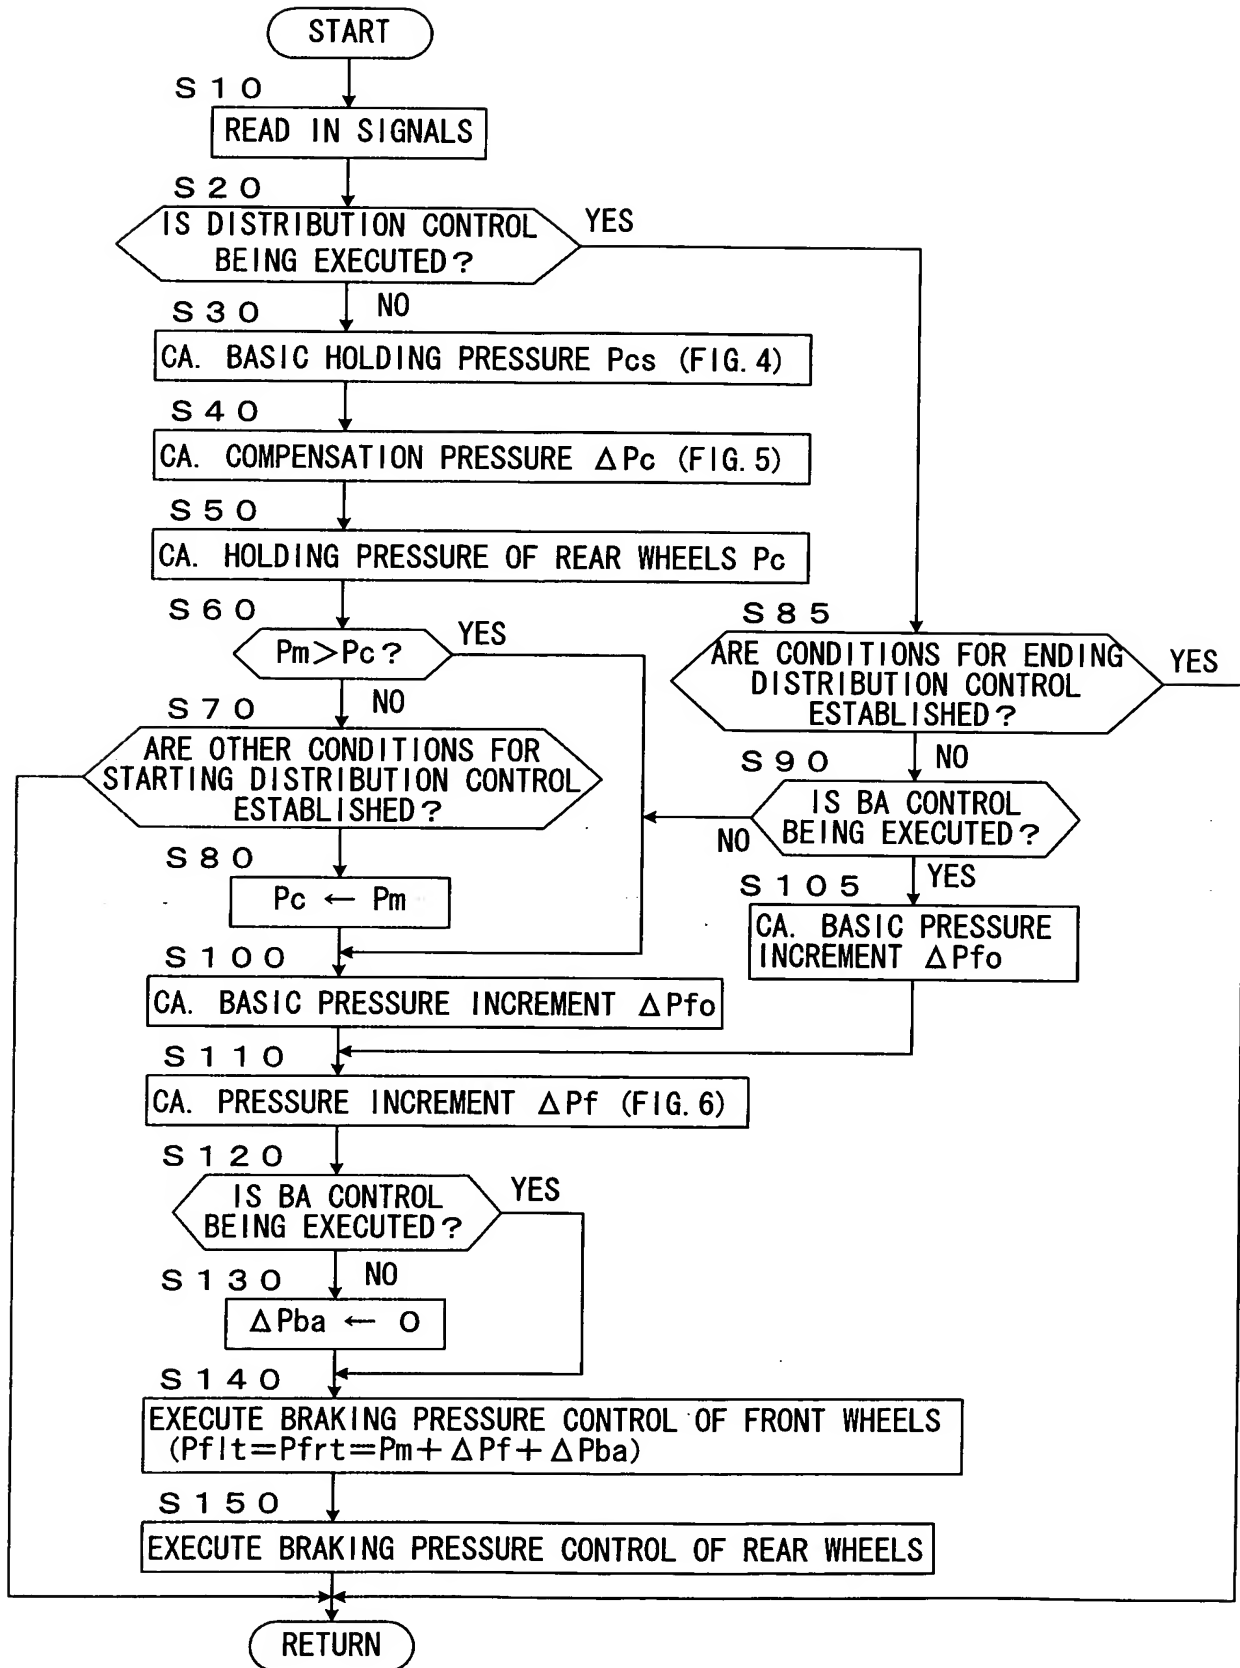 START
S10
READ IN SIGNALS
S20
IS DISTRIBUTION CONTROL
BEING EXECUTED?
YES
NO
S30
CA. BASIC HOLDING PRESSURE Pcs (FIG. 4)
S40
CA. COMPENSATION PRESSURE ΔPc (FIG. 5)
S50
CA. HOLDING PRESSURE OF REAR WHEELS Pc
S60
Pm>Pc?
YES
NO
S85
ARE CONDITIONS FOR ENDING
DISTRIBUTION CONTROL
ESTABLISHED?
YES
NO
S70
ARE OTHER CONDITIONS FOR
STARTING DISTRIBUTION CONTROL
ESTABLISHED?
S90
IS BA CONTROL
BEING EXECUTED?
NO
YES
S80
Pc ← Pm
S105
CA. BASIC PRESSURE
INCREMENT ΔPfo
S100
CA. BASIC PRESSURE INCREMENT ΔPfo
S110
CA. PRESSURE INCREMENT ΔPf (FIG. 6)
S120
IS BA CONTROL
BEING EXECUTED?
YES
NO
S130
ΔPba ← 0
S140
EXECUTE BRAKING PRESSURE CONTROL OF FRONT WHEELS
(Pflt=Pfrt=Pm+ΔPf+ΔPba)
S150
EXECUTE BRAKING PRESSURE CONTROL OF REAR WHEELS
RETURN